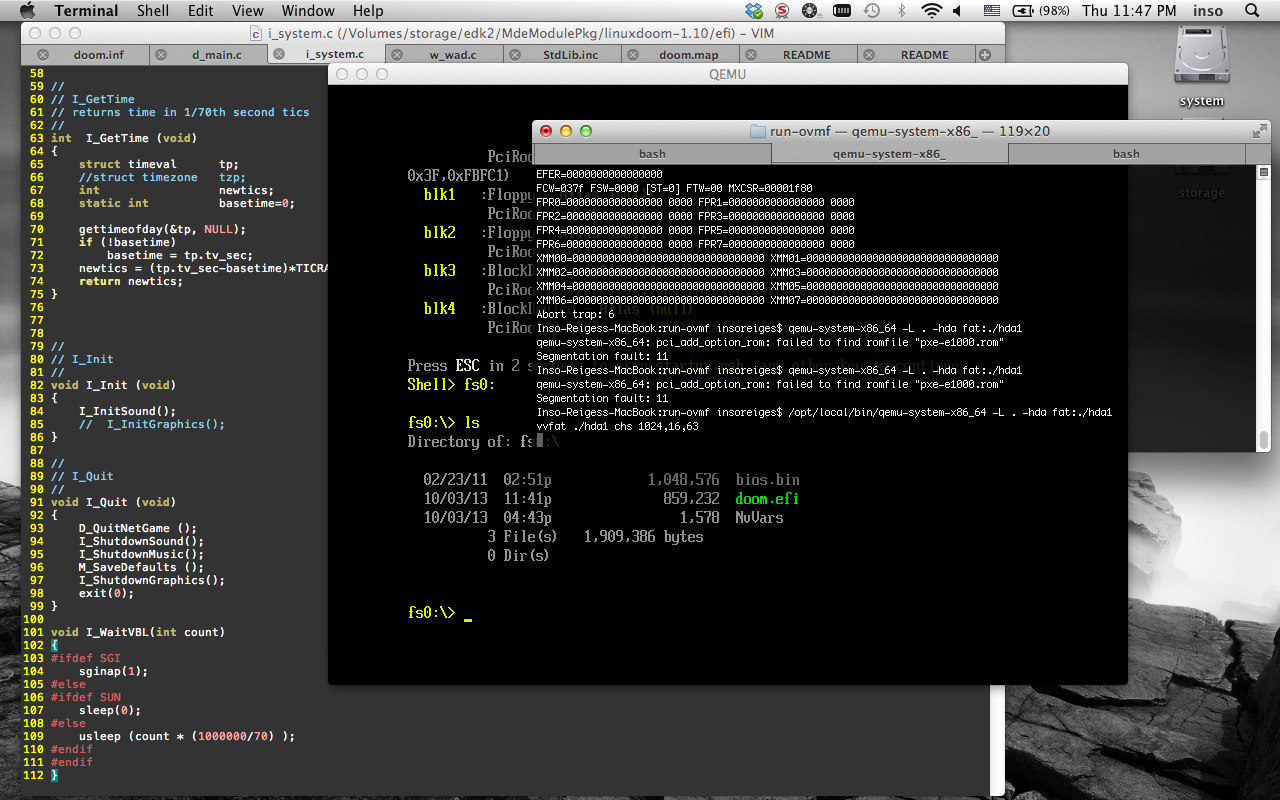 Terminal Shell Edit View Window Help (98%) Thu 11:47 PM inso
i_system.c (/Volumes/storage/edk2/MdeModulePkg/linuxdoom-1.10/efi) – VIM
doom.inf d_main.c i_system.c w_wad.c StdLib.inc doom.map README README
58
59 //
60 // I_GetTime
61 // returns time in 1/70th second tics
62 //
63 int  I_GetTime (void)
64 {
65     struct timeval      tp;
66     //struct timezone   tzp;
67     int                 newtics;
68     static int          basetime=0;
69
70     gettimeofday(&tp, NULL);
71     if (!basetime)
72         basetime = tp.tv_sec;
73     newtics = (tp.tv_sec-basetime)*TICRA
74     return newtics;
75 }
76
77
78
79 //
80 // I_Init
81 //
82 void I_Init (void)
83 {
84     I_InitSound();
85     //  I_InitGraphics();
86 }
87
88 //
89 // I_Quit
90 //
91 void I_Quit (void)
92 {
93     D_QuitNetGame ();
94     I_ShutdownSound();
95     I_ShutdownMusic();
96     M_SaveDefaults ();
97     I_ShutdownGraphics();
98     exit(0);
99 }
100
101 void I_WaitVBL(int count)
102 {
103 #ifdef SGI
104     sginap(1);
105 #else
106 #ifdef SUN
107     sleep(0);
108 #else
109     usleep (count * (1000000/70) );
110 #endif
111 #endif
112 }
QEMU
PciRoo
0x3F,0xFBFC1)
blk1   :Floppy
PciRoo
blk2   :Floppy
PciRoo
blk3   :BlockD
PciRoo
blk4   :BlockD (null)
PciRoo
Press ESC in 2 s
Shell> fs0:
fs0:\> ls
Directory of: fs0:\
02/23/11  02:51p           1,048,576  bios.bin
10/03/13  11:41p             859,232  doom.efi
10/03/13  04:43p               1,578  NvVars
3 File(s)   1,909,386 bytes
0 Dir(s)
fs0:\> _
run-ovmf — qemu-system-x86_ — 119×20
bash qemu-system-x86_ bash
EFER=0000000000000000
FCW=037f FSW=0000 [ST=0] FTW=00 MXCSR=00001f80
FPR0=0000000000000000 0000 FPR1=0000000000000000 0000
FPR2=0000000000000000 0000 FPR3=0000000000000000 0000
FPR4=0000000000000000 0000 FPR5=0000000000000000 0000
FPR6=0000000000000000 0000 FPR7=0000000000000000 0000
XMM00=00000000000000000000000000000000 XMM01=00000000000000000000000000000000
XMM02=00000000000000000000000000000000 XMM03=00000000000000000000000000000000
XMM04=00000000000000000000000000000000 XMM05=00000000000000000000000000000000
XMM06=00000000000000000000000000000000 XMM07=00000000000000000000000000000000
Abort trap: 6
Inso-Reigess-MacBook:run-ovmf insoreiges$ qemu-system-x86_64 -L . -hda fat:./hda1
qemu-system-x86_64: pci_add_option_rom: failed to find romfile "pxe-e1000.rom"
Segmentation fault: 11
Inso-Reigess-MacBook:run-ovmf insoreiges$ qemu-system-x86_64 -L . -hda fat:./hda1
qemu-system-x86_64: pci_add_option_rom: failed to find romfile "pxe-e1000.rom"
Segmentation fault: 11
Inso-Reigess-MacBook:run-ovmf insoreiges$ /opt/local/bin/qemu-system-x86_64 -L . -hda fat:./hda1
vvfat ./hda1 chs 1024,16,63
system
storage